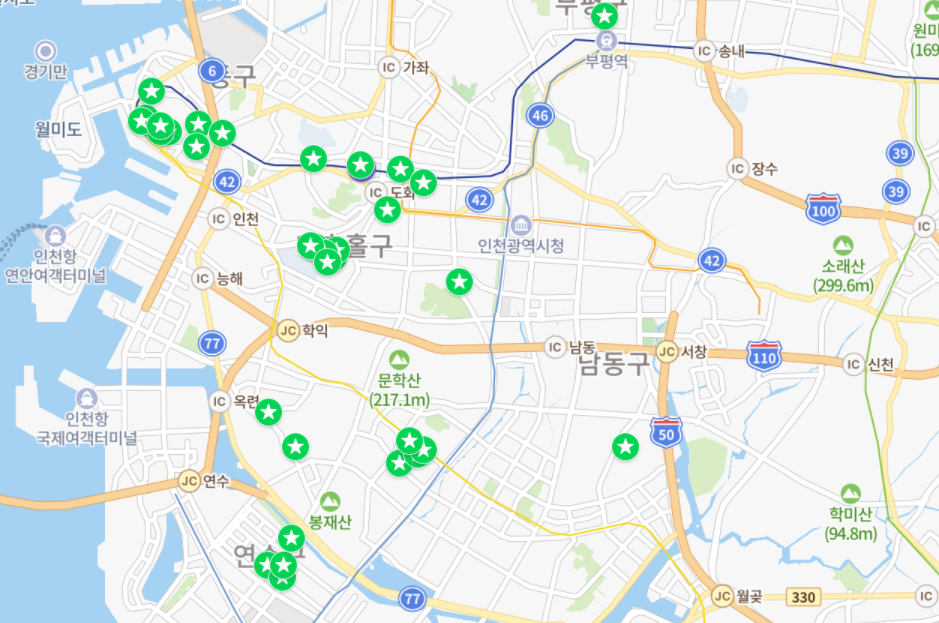 부평구
원미
(169
IC 송내
부평역
경기만
6
동구
IC 가좌
46
월미도
39
IC 장수
42
39
IC 도화
42
100
IC 인천
IC
인천광역시청
홀구
인천항
연안여객터미널
42
소래산
(299.6m)
IC 능해
JC 학익
77
IC 남동
JC 서창
110
IC 신천
남동구
문학산
(217.1m)
인천항
국제여객터미널
IC 옥련
50
JC 연수
봉재산
학미산
(94.8m)
77
JC 월곶
330
IC